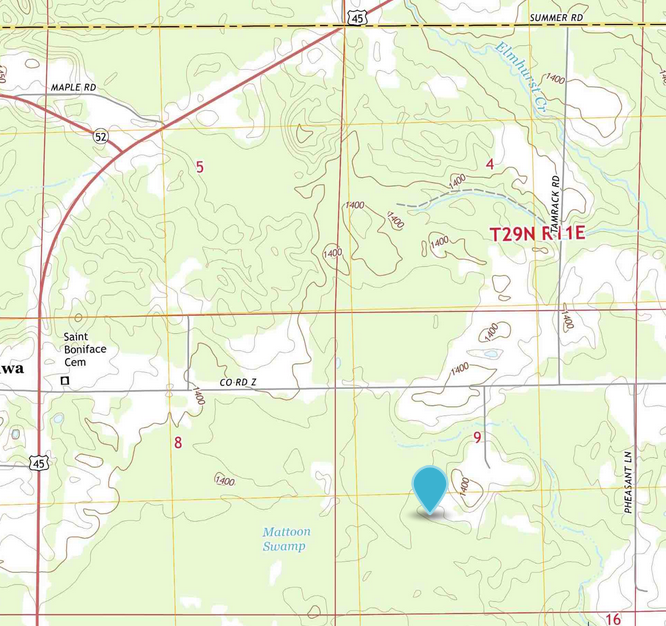 45
SUMMER RD
Elmhurst Cr
1400
MAPLE RD
52
5
4
1400
TAMRACK RD
1400
1400
T29N R11E
1400
1400
1400
1400
Saint
Boniface
Cem
wa
1400
CO RD Z
1400
8
9
45
1400
1400
PHEASANT LN
Mattoon
Swamp
16